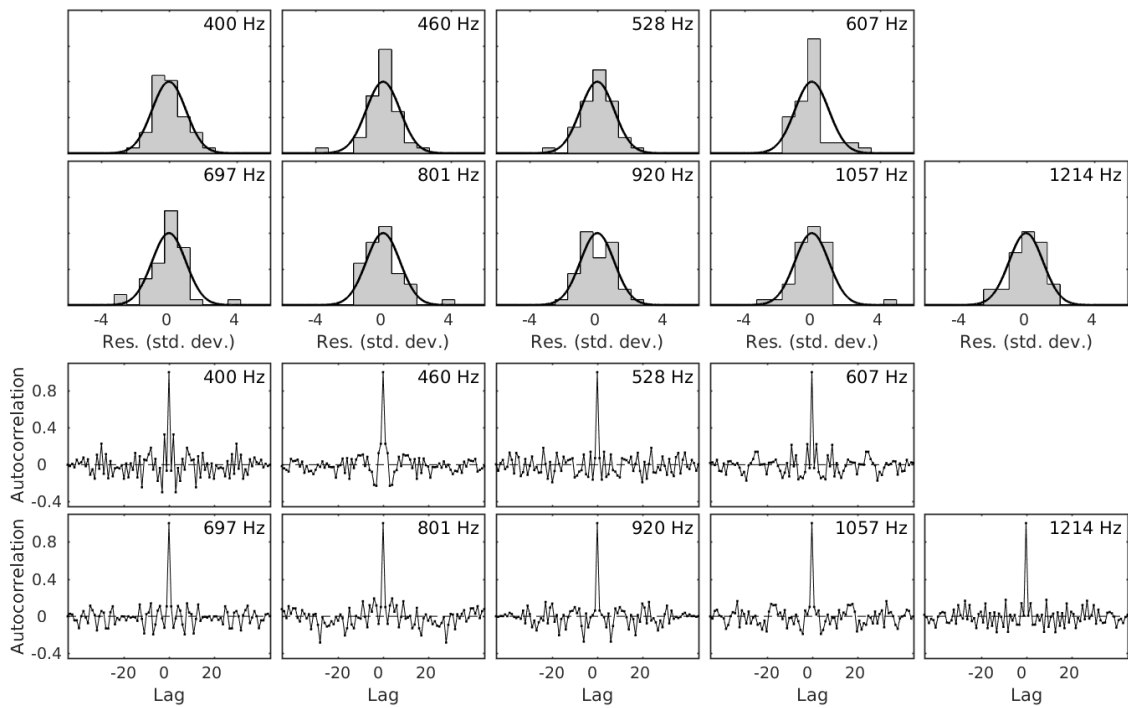 400 Hz 460 Hz 528 Hz 607 Hz
697 Hz 801 Hz 920 Hz 1057 Hz 1214 Hz
-4 0 4 -4 0 4 -4 0 4 -4 0 4 -4 0 4
Res. (std. dev.) Res. (std. dev.) Res. (std. dev.) Res. (std. dev.) Res. (std. dev.)
Autocorrelation
0.8
0.4
0
-0.4
400 Hz 460 Hz 528 Hz 607 Hz
Autocorrelation
0.8
0.4
0
-0.4
697 Hz 801 Hz 920 Hz 1057 Hz 1214 Hz
-20 0 20 -20 0 20 -20 0 20 -20 0 20 -20 0 20
Lag Lag Lag Lag Lag